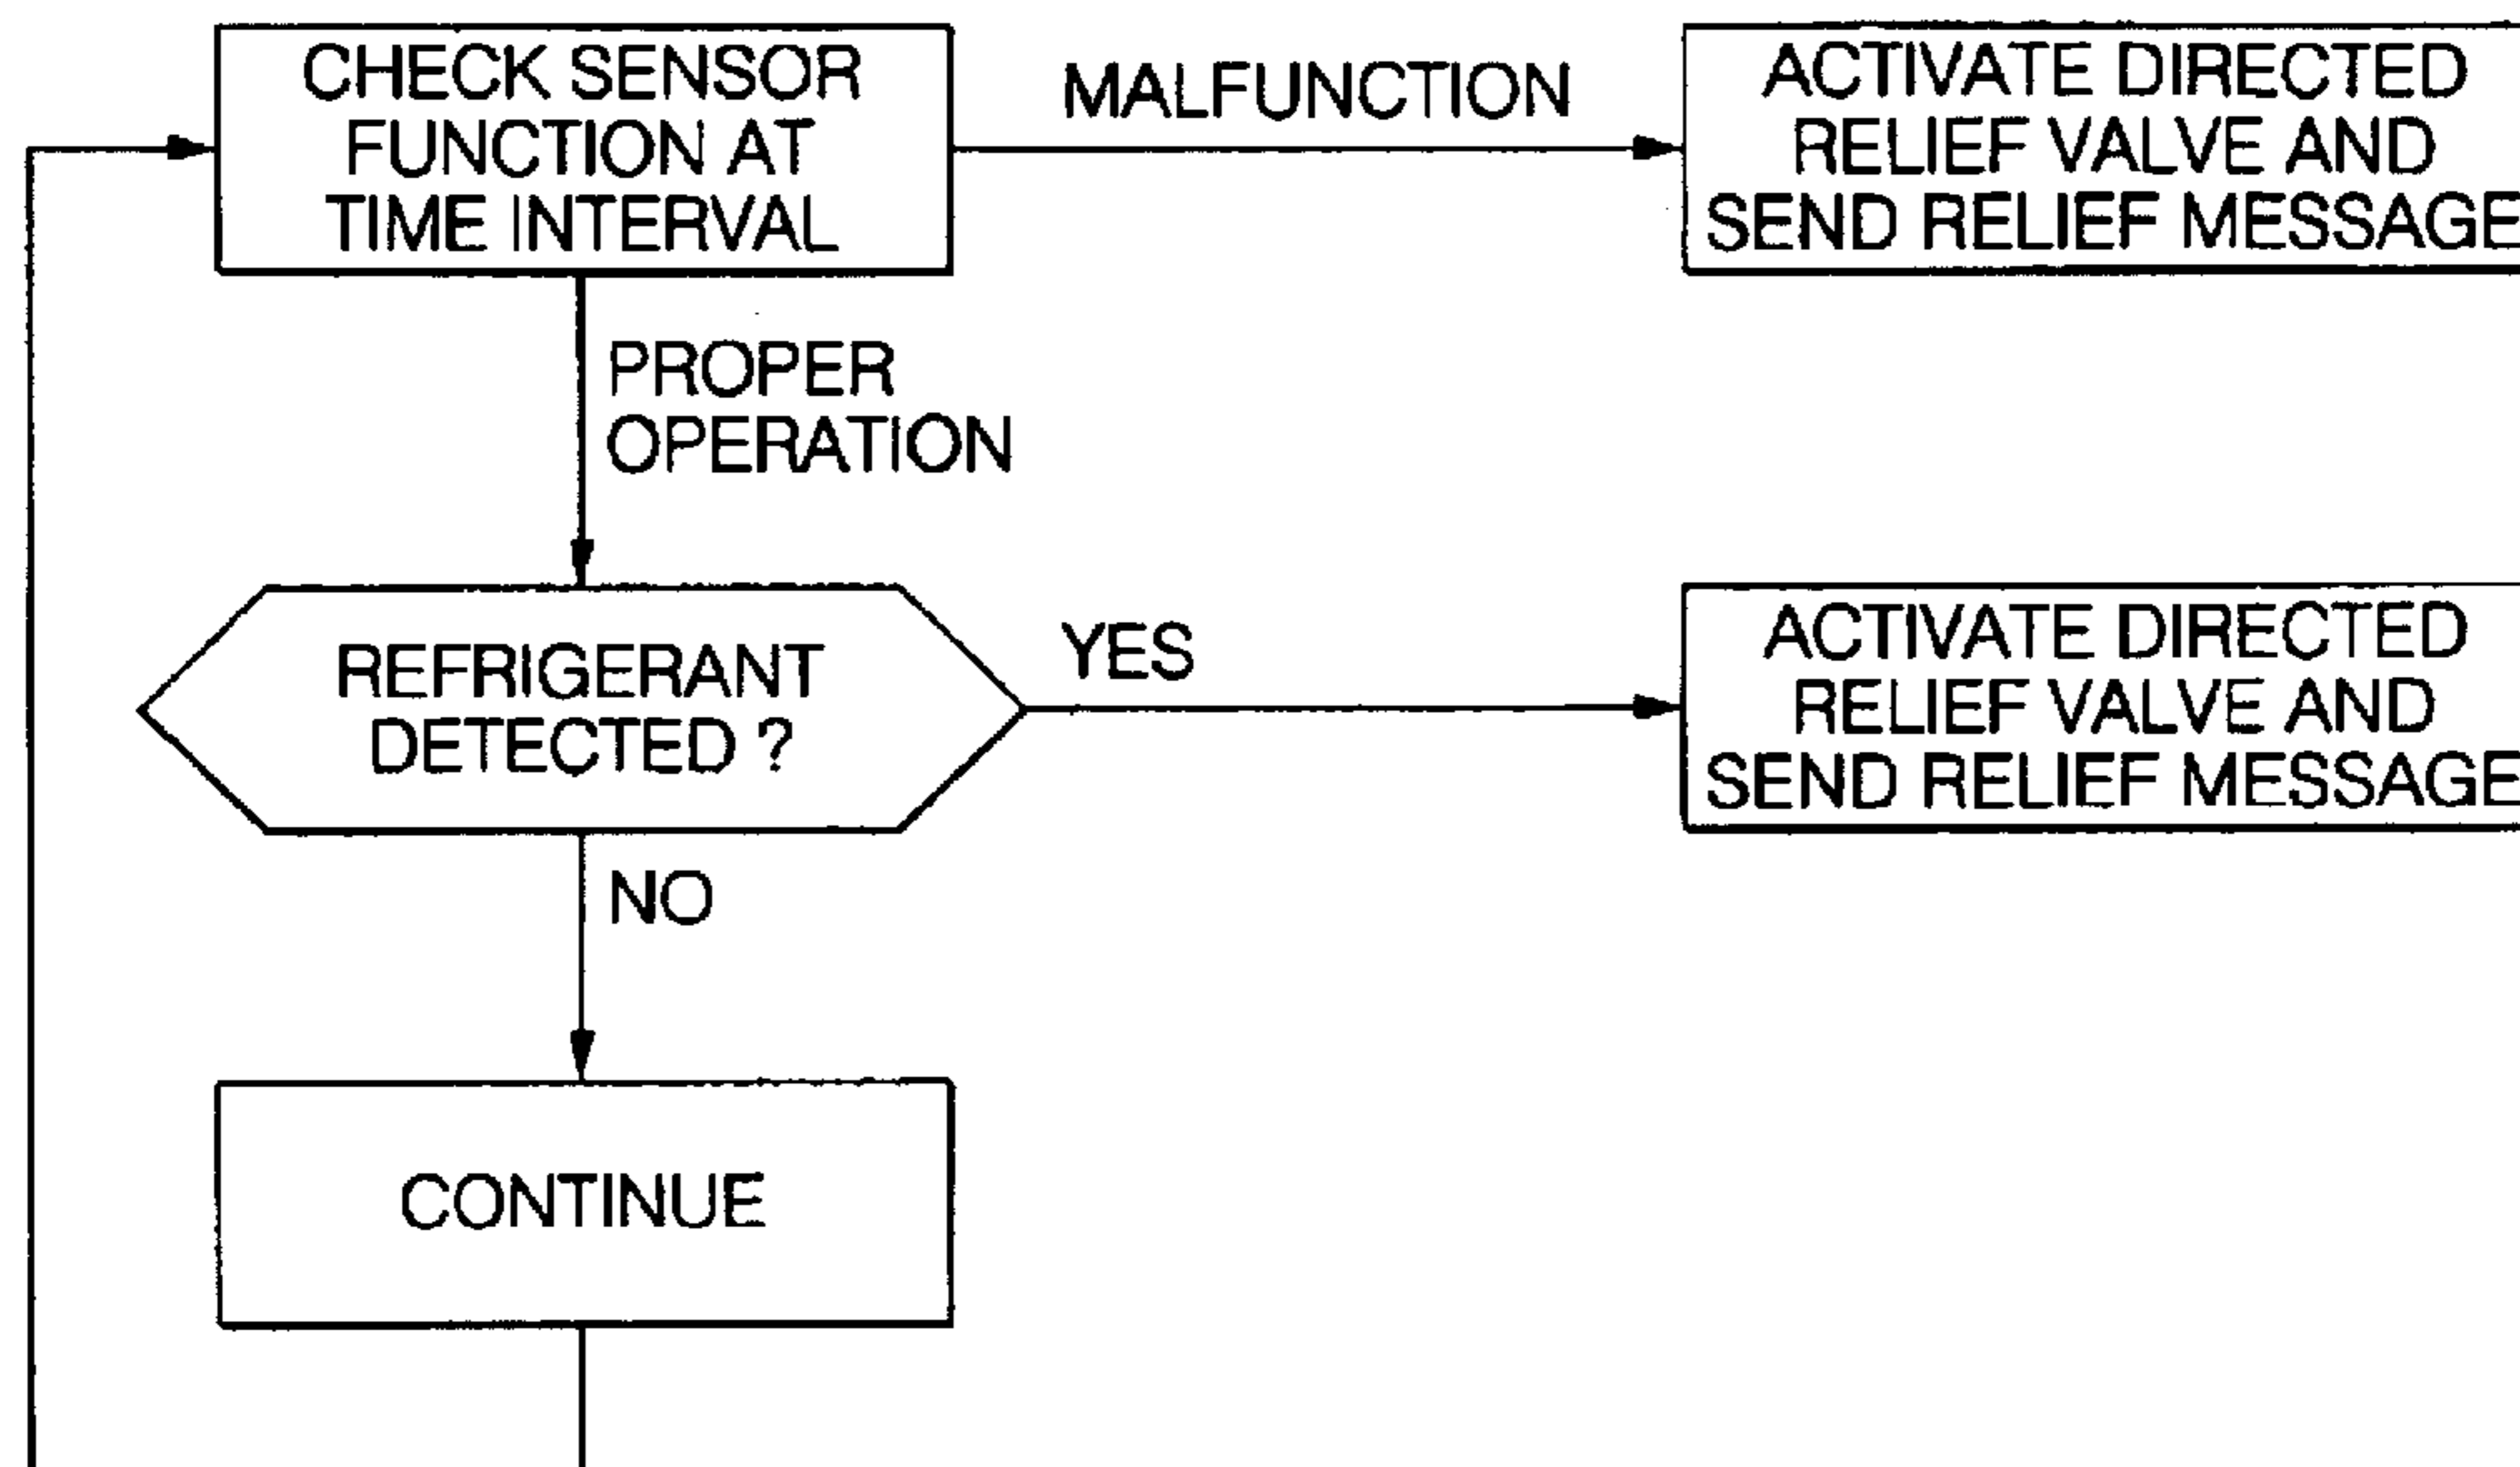 CHECK SENSOR
FUNCTION AT
TIME INTERVAL
MALFUNCTION
ACTIVATE DIRECTED
RELIEF VALVE AND
SEND RELIEF MESSAGE
PROPER
OPERATION
REFRIGERANT
DETECTED ?
YES
ACTIVATE DIRECTED
RELIEF VALVE AND
SEND RELIEF MESSAGE
NO
CONTINUE